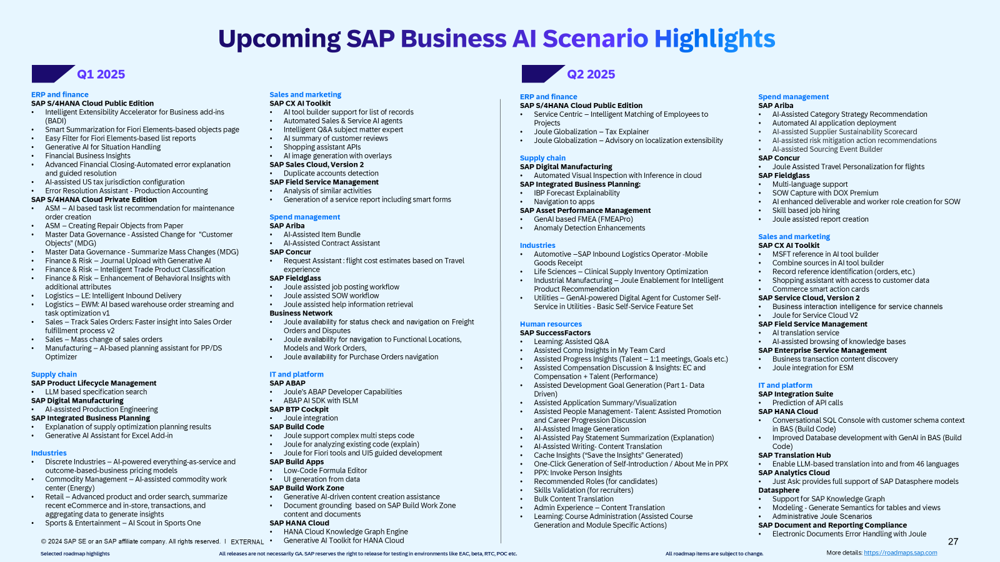 Upcoming SAP Business AI Scenario Highlights
Q1 2025
ERP and finance
SAP S/4HANA Cloud Public Edition
• Intelligent Extensibility Accelerator for Business add-ins
(BADI)
• Smart Summarization for Fiori Elements-based objects page
• Easy Filter for Fiori Elements-based list reports
• Generative AI for Situation Handling
• Financial Business Insights
• Advanced Financial Closing-Automated error explanation
and guided resolution
• AI-assisted US tax jurisdiction configuration
• Error Resolution Assistant - Production Accounting
SAP S/4HANA Cloud Private Edition
• ASM – AI based task list recommendation for maintenance
order creation
• ASM – Creating Repair Objects from Paper
• Master Data Governance - Assisted Change for "Customer
Objects” (MDG)
• Master Data Governance - Summarize Mass Changes (MDG)
• Finance & Risk – Journal Upload with Generative AI
• Finance & Risk – Intelligent Trade Product Classification
• Finance & Risk – Enhancement of Behavioral Insights with
additional attributes
• Logistics – LE: Intelligent Inbound Delivery
• Logistics – EWM: AI based warehouse order streaming and
task optimization v1
• Sales – Track Sales Orders: Faster insight into Sales Order
fulfillment process v2
• Sales – Mass change of sales orders
• Manufacturing – AI-based planning assistant for PP/DS
Optimizer
Supply chain
SAP Product Lifecycle Management
• LLM based specification search
SAP Digital Manufacturing
• AI-assisted Production Engineering
SAP Integrated Business Planning
• Explanation of supply optimization planning results
• Generative AI Assistant for Excel Add-in
Industries
• Discrete Industries – AI-powered everything-as-service and
outcome-based-business pricing models
• Commodity Management – AI-assisted commodity work
center (Energy)
• Retail – Advanced product and order search, summarize
recent eCommerce and in-store, transactions, and
aggregating data to generate insights
• Sports & Entertainment – AI Scout in Sports One
Sales and marketing
SAP CX AI Toolkit
• AI tool builder support for list of records
• Automated Sales & Service AI agents
• Intelligent Q&A subject matter expert
• AI summary of customer reviews
• Shopping assistant APIs
• AI image generation with overlays
SAP Sales Cloud, Version 2
• Duplicate accounts detection
SAP Field Service Management
• Analysis of similar activities
• Generation of a service report including smart forms
Spend management
SAP Ariba
• AI-Assisted Item Bundle
• AI-Assisted Contract Assistant
SAP Concur
• Request Assistant : flight cost estimates based on Travel
experience
SAP Fieldglass
• Joule assisted job posting workflow
• Joule assisted SOW workflow
• Joule assisted help information retrieval
Business Network
• Joule availability for status check and navigation on Freight
Orders and Disputes
• Joule availability for navigation to Functional Locations,
Models and Work Orders,
• Joule availability for Purchase Orders navigation
IT and platform
SAP ABAP
• Joule’s ABAP Developer Capabilities
• ABAP AI SDK with ISLM
SAP BTP Cockpit
• Joule integration
SAP Build Code
• Joule support complex multi steps code
• Joule for analyzing existing code (explain)
• Joule for Fiori tools and UI5 guided development
SAP Build Apps
• Low-Code Formula Editor
• UI generation from data
SAP Build Work Zone
• Generative AI-driven content creation assistance
• Document grounding based on SAP Build Work Zone
content and documents
SAP HANA Cloud
• HANA Cloud Knowledge Graph Engine
• Generative AI Toolkit for HANA Cloud
Q2 2025
ERP and finance
SAP S/4HANA Cloud Public Edition
• Service Centric – Intelligent Matching of Employees to
Projects
• Joule Globalization – Tax Explainer
• Joule Globalization – Advisory on localization extensibility
Supply chain
SAP Digital Manufacturing
• Automated Visual Inspection with Inference in cloud
SAP Integrated Business Planning:
• IBP Forecast Explainability
• Navigation to apps
SAP Asset Performance Management
• GenAI based FMEA (FMEAPro)
• Anomaly Detection Enhancements
Industries
• Automotive –SAP Inbound Logistics Operator -Mobile
Goods Receipt
• Life Sciences – Clinical Supply Inventory Optimization
• Industrial Manufacturing – Joule Enablement for Intelligent
Product Recommendation
• Utilities – GenAI-powered Digital Agent for Customer Self-
Service in Utilities - Basic Self-Service Feature Set
Human resources
SAP SuccessFactors
• Learning: Assisted Q&A
• Assisted Comp Insights in My Team Card
• Assisted Progress Insights (Talent – 1:1 meetings, Goals etc.)
• Assisted Compensation Discussion & Insights: EC and
Compensation + Talent (Performance)
• Assisted Development Goal Generation (Part 1- Data
Driven)
• Assisted Application Summary/Visualization
• Assisted People Management- Talent: Assisted Promotion
and Career Progression Discussion
• AI-Assisted Image Generation
• AI-Assisted Pay Statement Summarization (Explanation)
• AI-Assisted Writing- Content Translation
• Cache Insights (“Save the Insights” Generated)
• One-Click Generation of Self-Introduction / About Me in PPX
• PPX: Invoke Person Insights
• Recommended Roles (for candidates)
• Skills Validation (for recruiters)
• Bulk Content Translation
• Admin Experience – Content Translation
• Learning: Course Administration (Assisted Course
Generation and Module Specific Actions)
Spend management
SAP Ariba
• AI-Assisted Category Strategy Recommendation
• Automated AI application deployment
• AI-assisted Supplier Sustainability Scorecard
• AI-assisted risk mitigation action recommendations
• AI-assisted Sourcing Event Builder
SAP Concur
• Joule Assisted Travel Personalization for flights
SAP Fieldglass
• Multi-language support
• SOW Capture with DOX Premium
• AI enhanced deliverable and worker role creation for SOW
• Skill based job hiring
• Joule assisted report creation
Sales and marketing
SAP CX AI Toolkit
• MSFT reference in AI tool builder
• Combine sources in AI tool builder
• Record reference identification (orders, etc.)
• Shopping assistant with access to customer data
• Commerce smart action cards
SAP Service Cloud, Version 2
• Business interaction intelligence for service channels
• Joule for Service Cloud V2
SAP Field Service Management
• AI translation service
• AI-assisted browsing of knowledge bases
SAP Enterprise Service Management
• Business transaction content discovery
• Joule integration for ESM
IT and platform
SAP Integration Suite
• Prediction of API calls
SAP HANA Cloud
• Conversational SQL Console with customer schema context
in BAS (Build Code)
• Improved Database development with GenAI in BAS (Build
Code)
SAP Translation Hub
• Enable LLM-based translation into and from 46 languages
SAP Analytics Cloud
• Just Ask: provides full support of SAP Datasphere models
Datasphere
• Support for SAP Knowledge Graph
• Modeling - Generate Semantics for tables and views
• Administrative Joule Scenarios
SAP Document and Reporting Compliance
• Electronic Documents Error Handling with Joule
© 2024 SAP SE or an SAP affiliate company. All rights reserved. | EXTERNAL
27
Selected roadmap highlights
All releases are not necessarily GA. SAP reserves the right to release for testing in environments like EAC, beta, RTC, POC etc.
All roadmap items are subject to change.
More details: https://roadmaps.sap.com